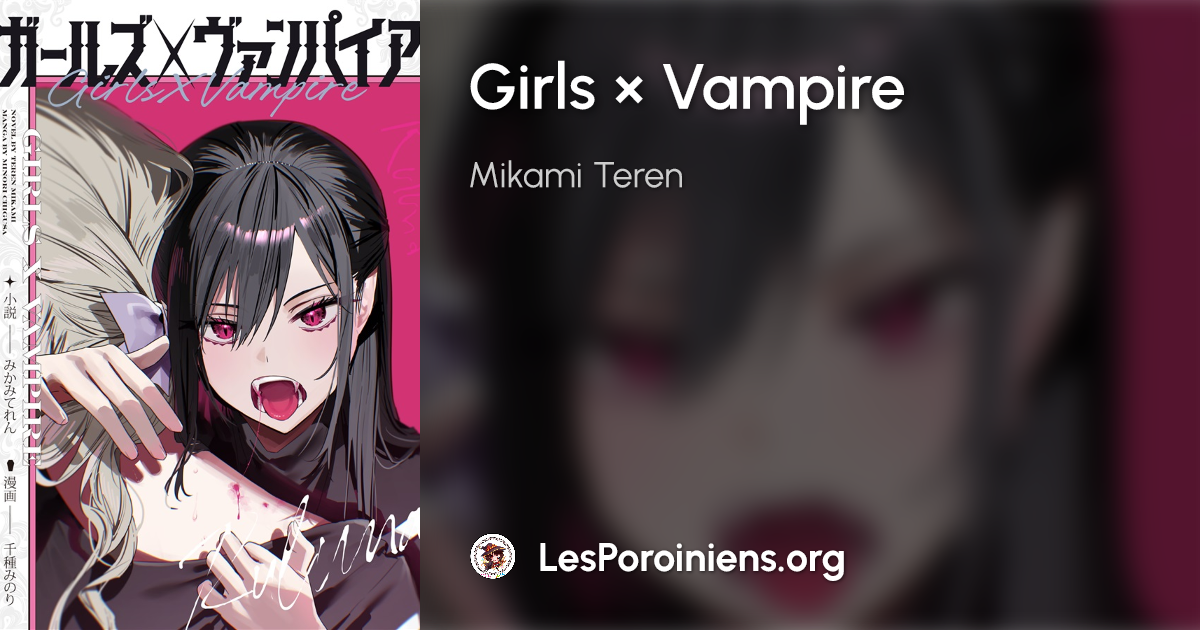 ガールズ×ヴァンパイア
Girls X Vampire
NOVEL BY TEREN MIKAMI
MANGA BY MINORI CHIGUSA
GIRLS X VAMPIRE
小説 — みかみてれん
漫画 — 千種みのり
Girls × Vampire
Mikami Teren
LesPoroiniens.org